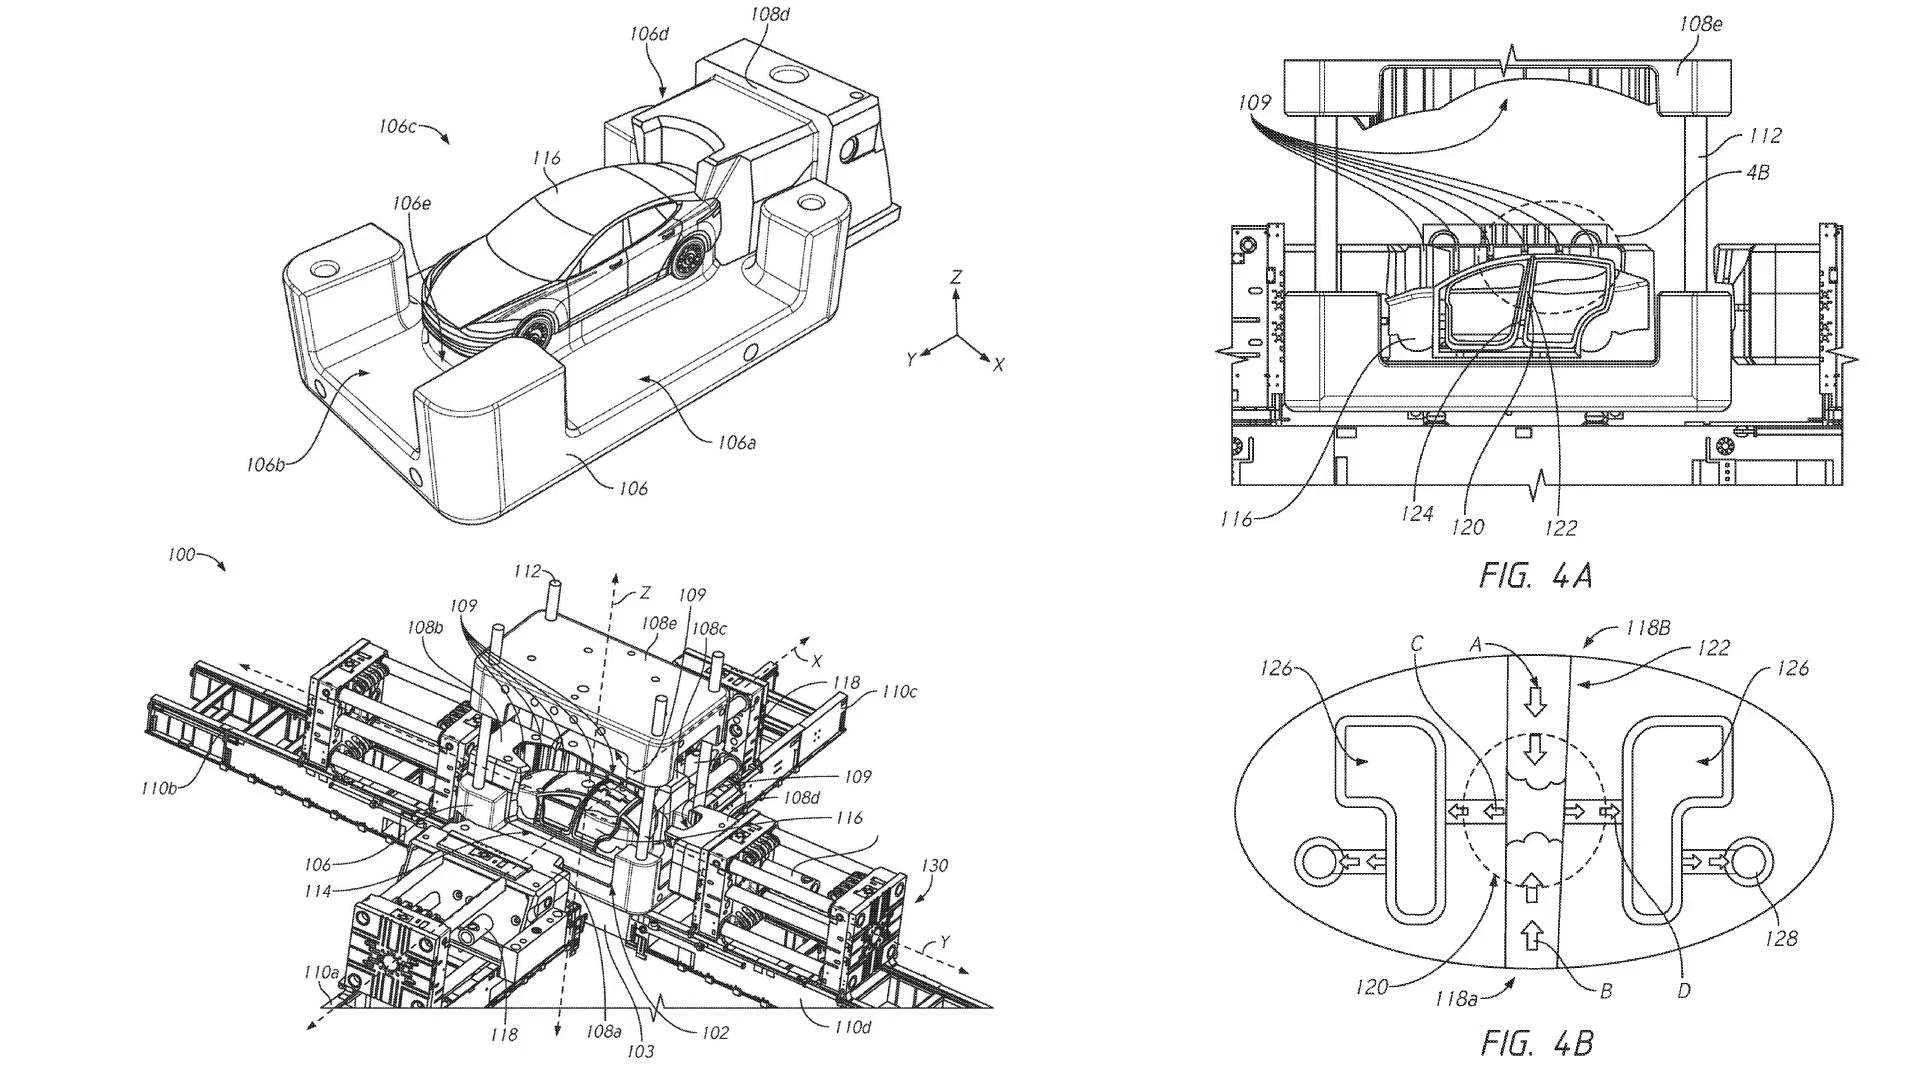 108d
106d
106c
116
106e
Z
Y
X
106a
106b
106
100
112
Z
109
109
108b
108e
108c
X
118
110c
110b
109
108d
116
106
114
130
Y
110a
118
108a
102
103
110d
108e
109
112
4B
116
124
120
122
FIG. 4A
118B
C
A
122
126
126
128
120
118a
B
D
FIG. 4B